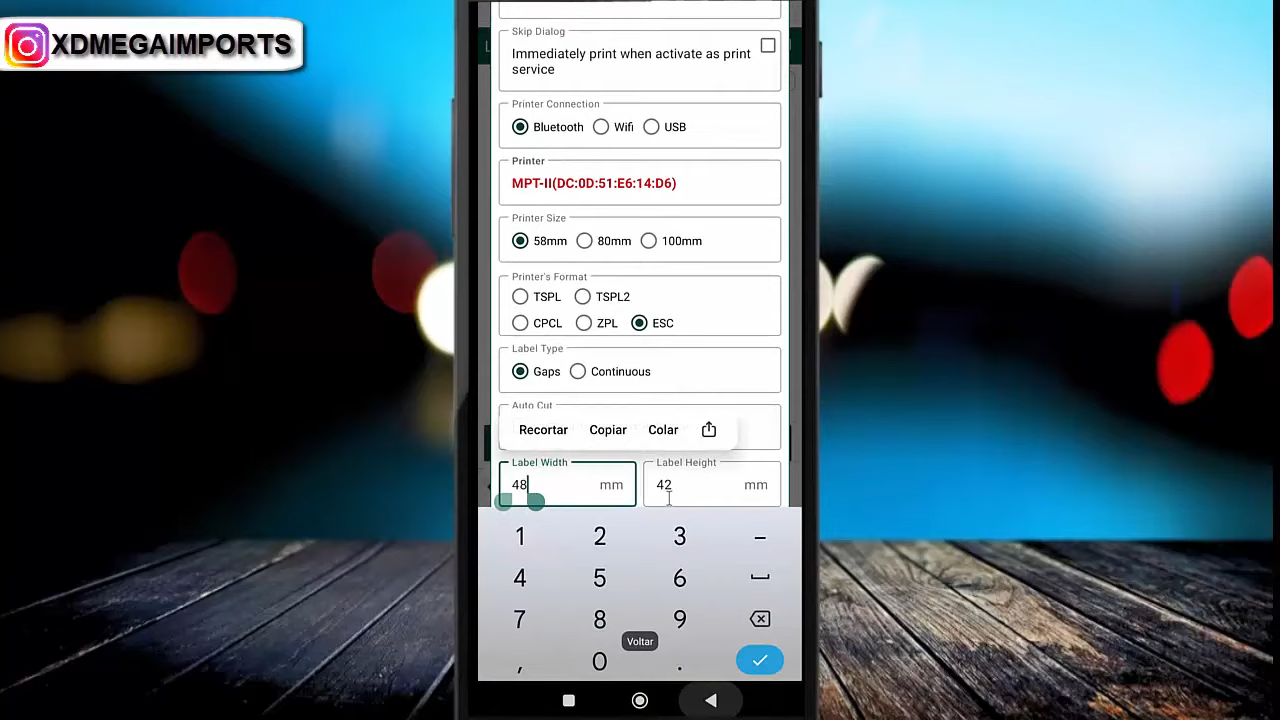 XDMEGAIMPORTS
Skip Dialog
Immediately print when activate as print
service
Printer Connection
Bluetooth Wifi USB
Printer
MPT-II(DC:0D:51:E6:14:D6)
Printer Size
58mm 80mm 100mm
Printer's Format
TSPL TSPL2
CPCL ZPL ESC
Label Type
Gaps Continuous
Auto Cut
Recortar Copiar Colar
Label Width Label Height
48 mm 42 mm
1 2 3 -
4 5 6
7 8 9
Voltar
, 0 .